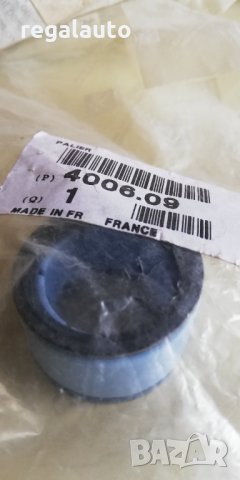 regalauto
PALIER
(P) 4006.09
(Q) 1
MADE IN FR FRANCE
BAZAR